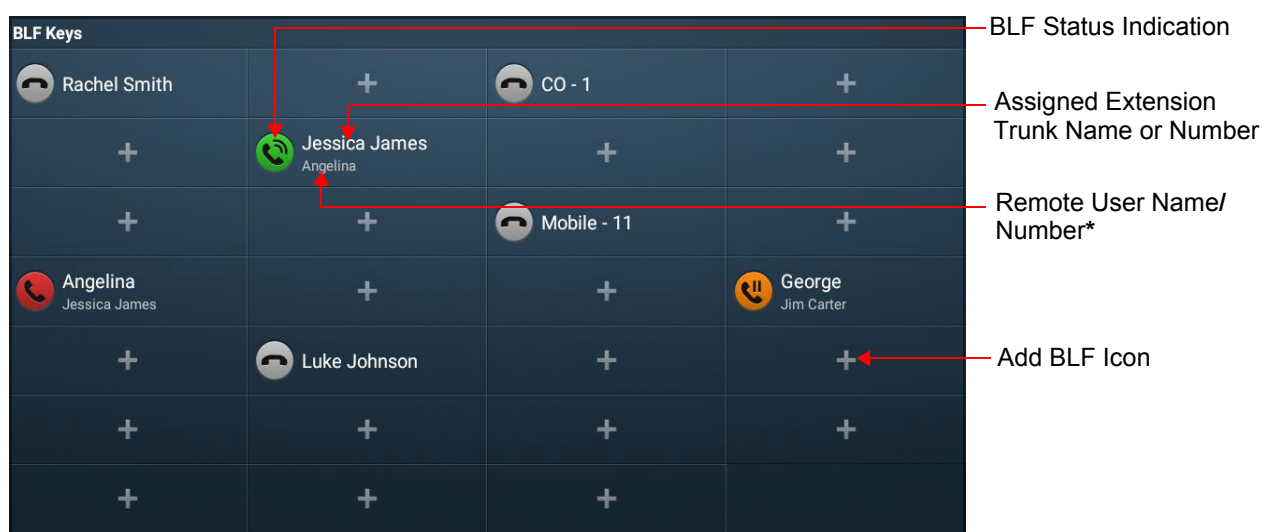 BLF Keys
BLF Status Indication
Rachel Smith
CO - 1
Assigned Extension
Trunk Name or Number
Jessica James
Angelina
Remote User Name/
Number*
Mobile - 11
Angelina
Jessica James
George
Jim Carter
Luke Johnson
Add BLF Icon